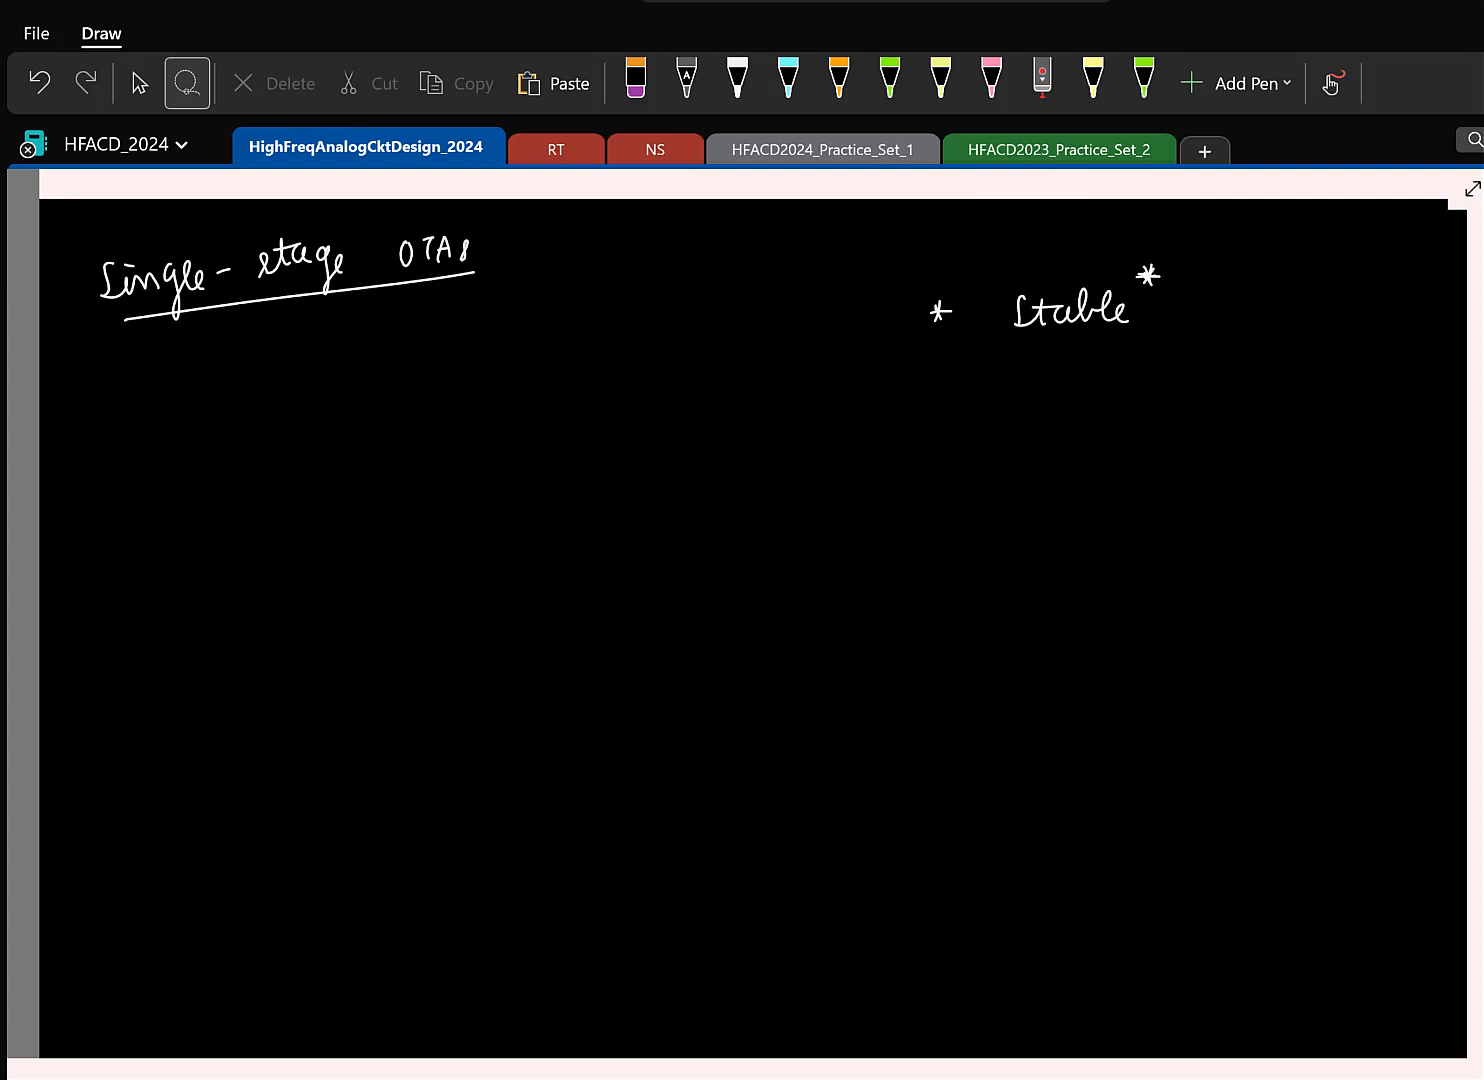 File Draw
Delete Cut Copy Paste A Add Pen
HFACD_2024 HighFreqAnalogCktDesign_2024 RT NS HFACD2024_Practice_Set_1 HFACD2023_Practice_Set_2 +
Single-stage OTAs
* Stable*